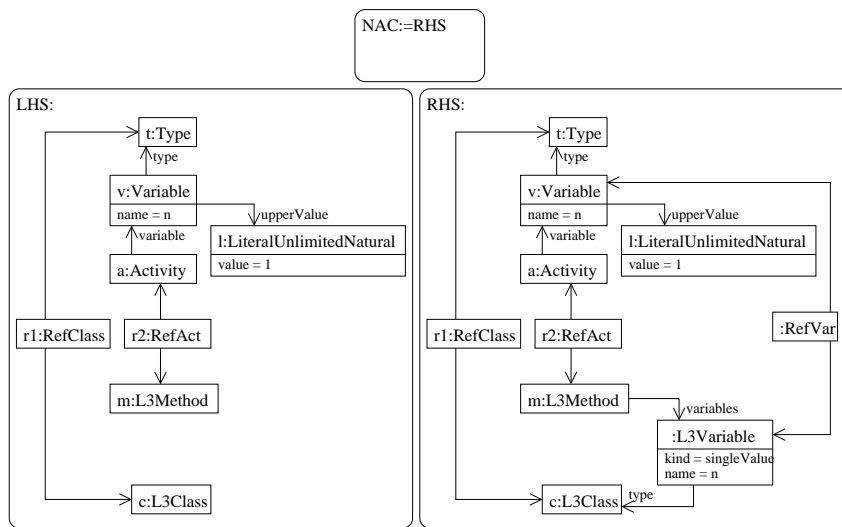 NAC:=RHS
LHS:
t:Type
type
v:Variable
name = n
upperValue
variable
l:LiteralUnlimitedNatural
value = 1
a:Activity
r1:RefClass
r2:RefAct
m:L3Method
c:L3Class
RHS:
t:Type
type
v:Variable
name = n
upperValue
variable
l:LiteralUnlimitedNatural
value = 1
a:Activity
r1:RefClass
r2:RefAct
:RefVar
m:L3Method
variables
:L3Variable
kind = singleValue
name = n
type
c:L3Class